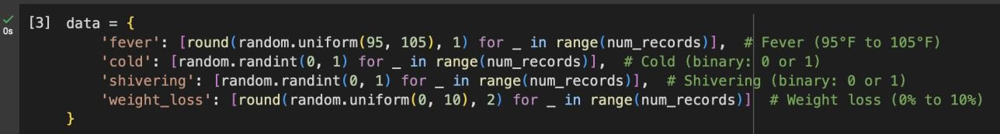 [3] data = {
'fever': [round(random.uniform(95, 105), 1) for _ in range(num_records)],  # Fever (95°F to 105°F)
0s 'cold': [random.randint(0, 1) for _ in range(num_records)],  # Cold (binary: 0 or 1)
'shivering': [random.randint(0, 1) for _ in range(num_records)],  # Shivering (binary: 0 or 1)
'weight_loss': [round(random.uniform(0, 10), 2) for _ in range(num_records)]  # Weight loss (0% to 10%)
}